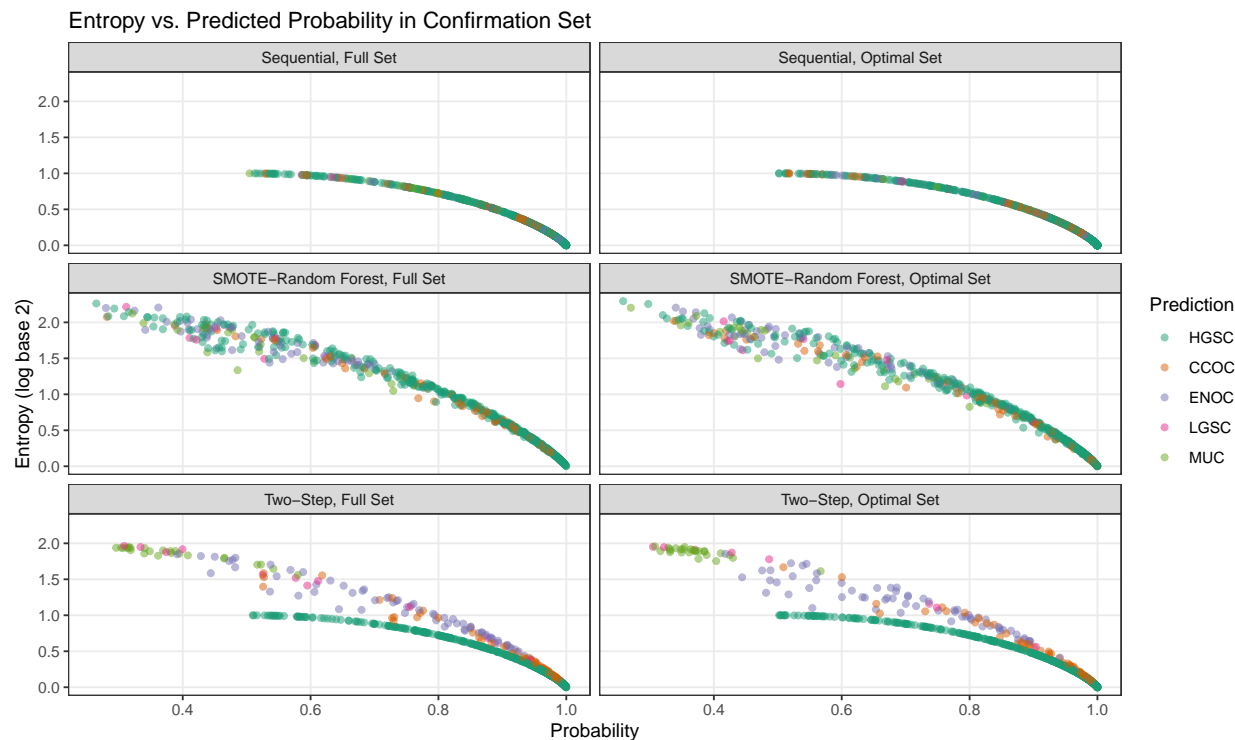 Entropy vs. Predicted Probability in Confirmation Set
Sequential, Full Set
Sequential, Optimal Set
2.0
1.5
1.0
0.5
0.0
SMOTE−Random Forest, Full Set
SMOTE−Random Forest, Optimal Set
2.0
1.5
1.0
0.5
0.0
Entropy (log base 2)
Two−Step, Full Set
Two−Step, Optimal Set
2.0
1.5
1.0
0.5
0.0
0.4 0.6 0.8 1.0
0.4 0.6 0.8 1.0
Probability
Prediction
HGSC
CCOC
ENOC
LGSC
MUC